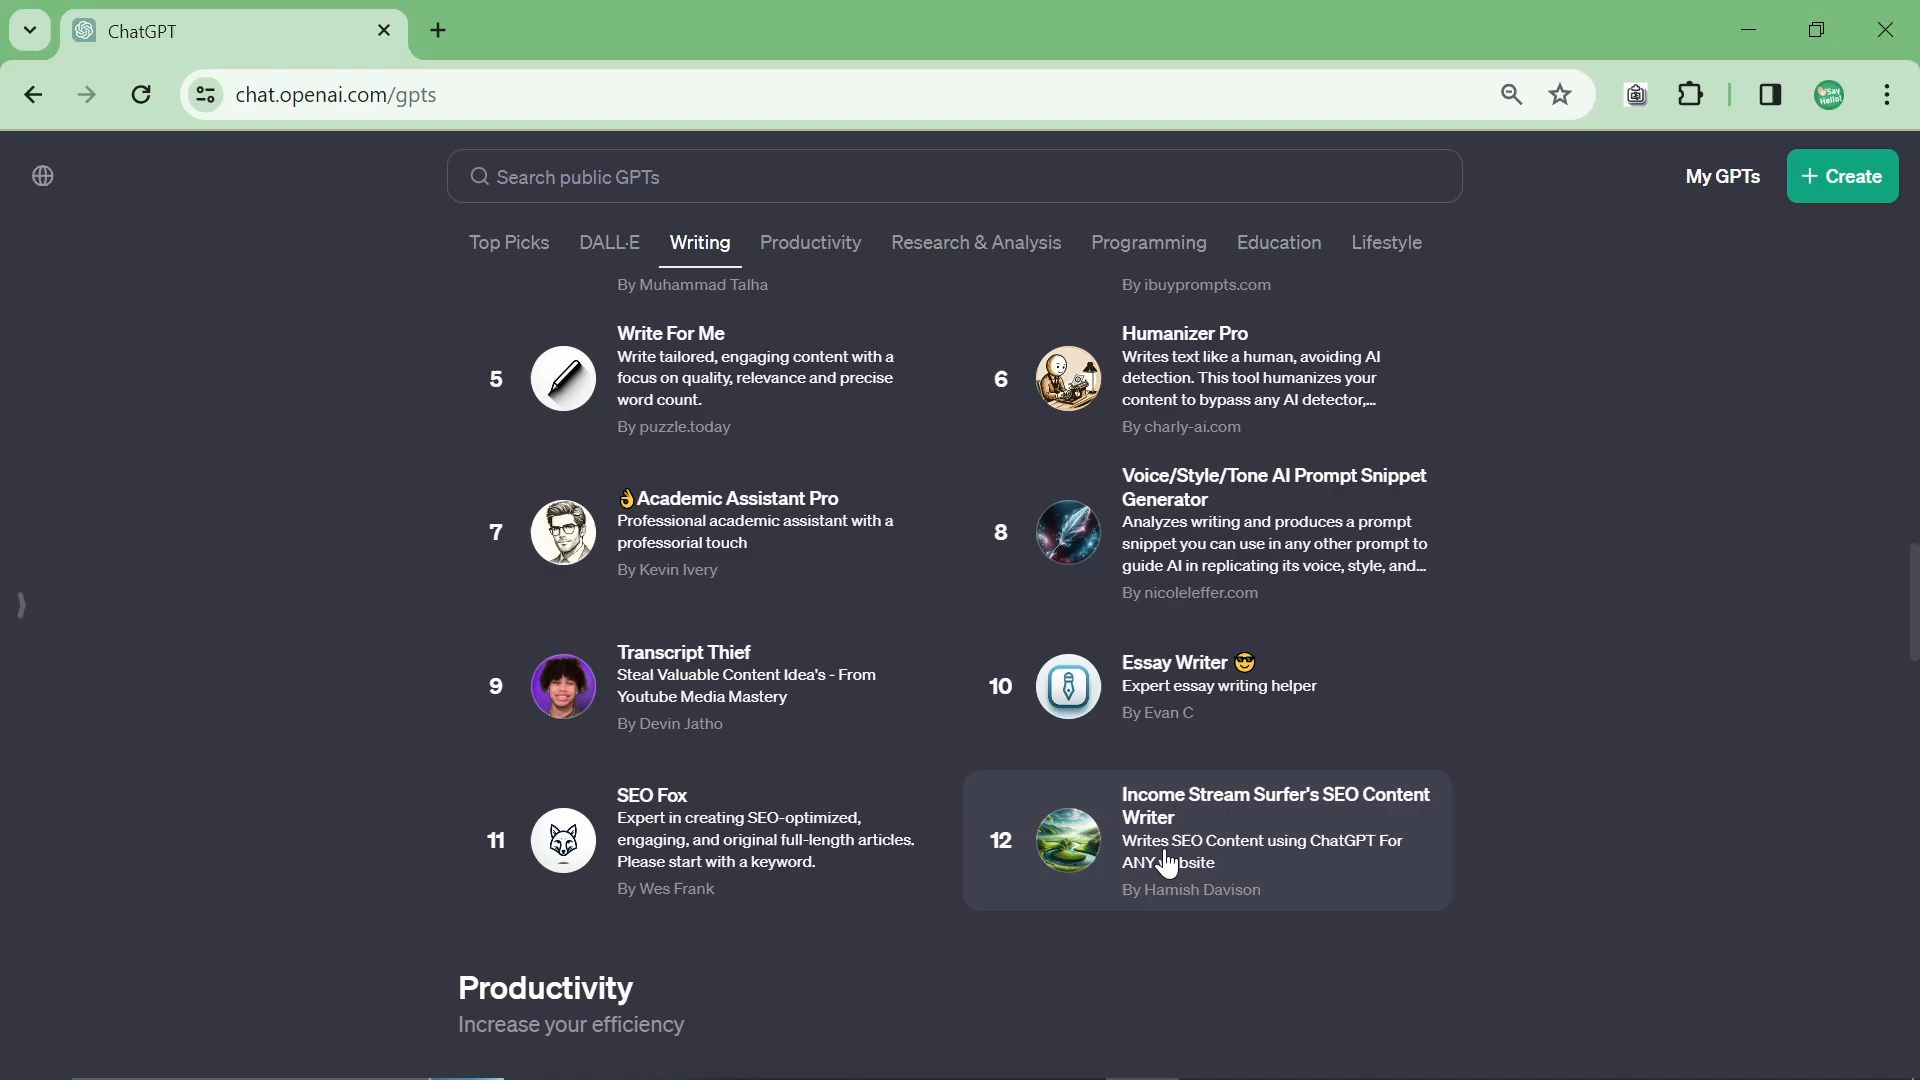 ChatGPT
chat.openai.com/gpts
Say
Hello!
Search public GPTs
My GPTs
+ Create
Top Picks
DALL·E
Writing
Productivity
Research & Analysis
Programming
Education
Lifestyle
By Muhammad Talha
By ibuyprompts.com
5
Write For Me
Write tailored, engaging content with a
focus on quality, relevance and precise
word count.
By puzzle.today
6
Humanizer Pro
Writes text like a human, avoiding AI
detection. This tool humanizes your
content to bypass any AI detector,...
By charly-ai.com
7
👌Academic Assistant Pro
Professional academic assistant with a
professorial touch
By Kevin Ivery
8
Voice/Style/Tone AI Prompt Snippet
Generator
Analyzes writing and produces a prompt
snippet you can use in any other prompt to
guide AI in replicating its voice, style, and...
By nicoleleffer.com
9
Transcript Thief
Steal Valuable Content Idea's - From
Youtube Media Mastery
By Devin Jatho
10
Essay Writer 😎
Expert essay writing helper
By Evan C
11
SEO Fox
Expert in creating SEO-optimized,
engaging, and original full-length articles.
Please start with a keyword.
By Wes Frank
12
Income Stream Surfer's SEO Content
Writer
Writes SEO Content using ChatGPT For
ANY website
By Hamish Davison
Productivity
Increase your efficiency